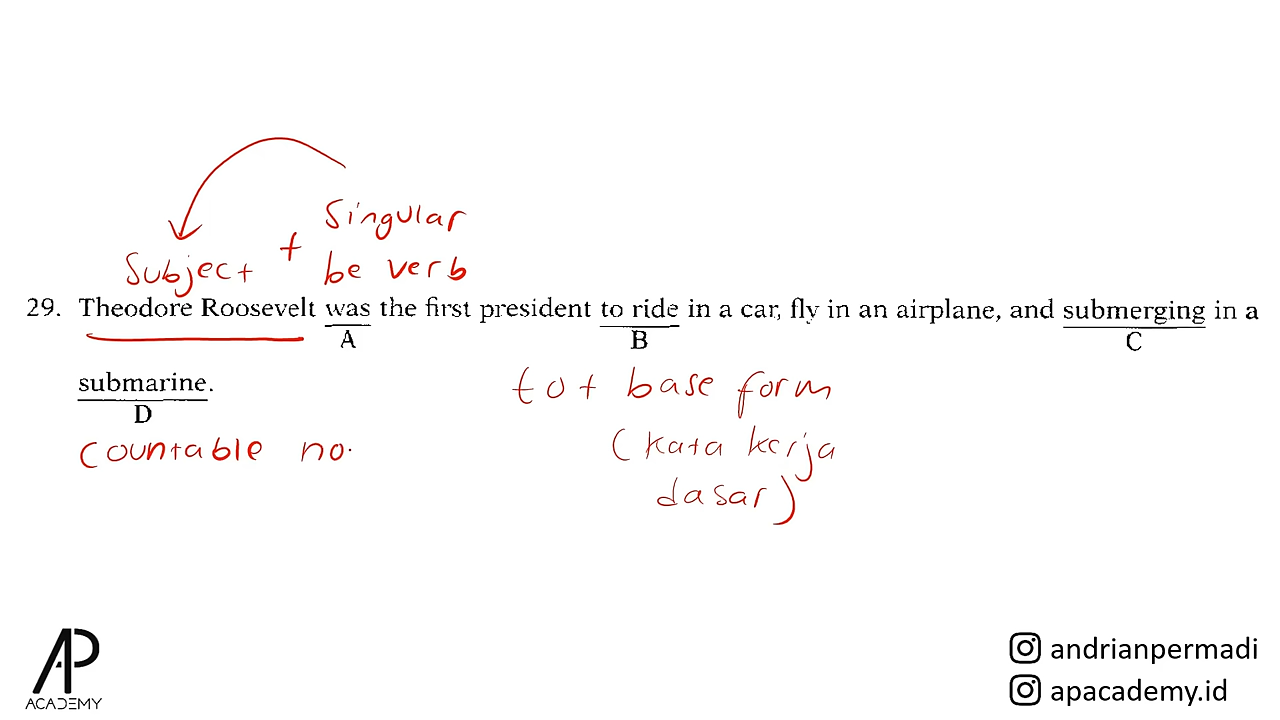 Singular
Subject + be verb
29. Theodore Roosevelt was the first president to ride in a car, fly in an airplane, and submerging in a
A B C
submarine.
D
to + base form
(kata kerja
dasar)
countable no
AP
ACADEMY
andrianpermadi
apacademy.id